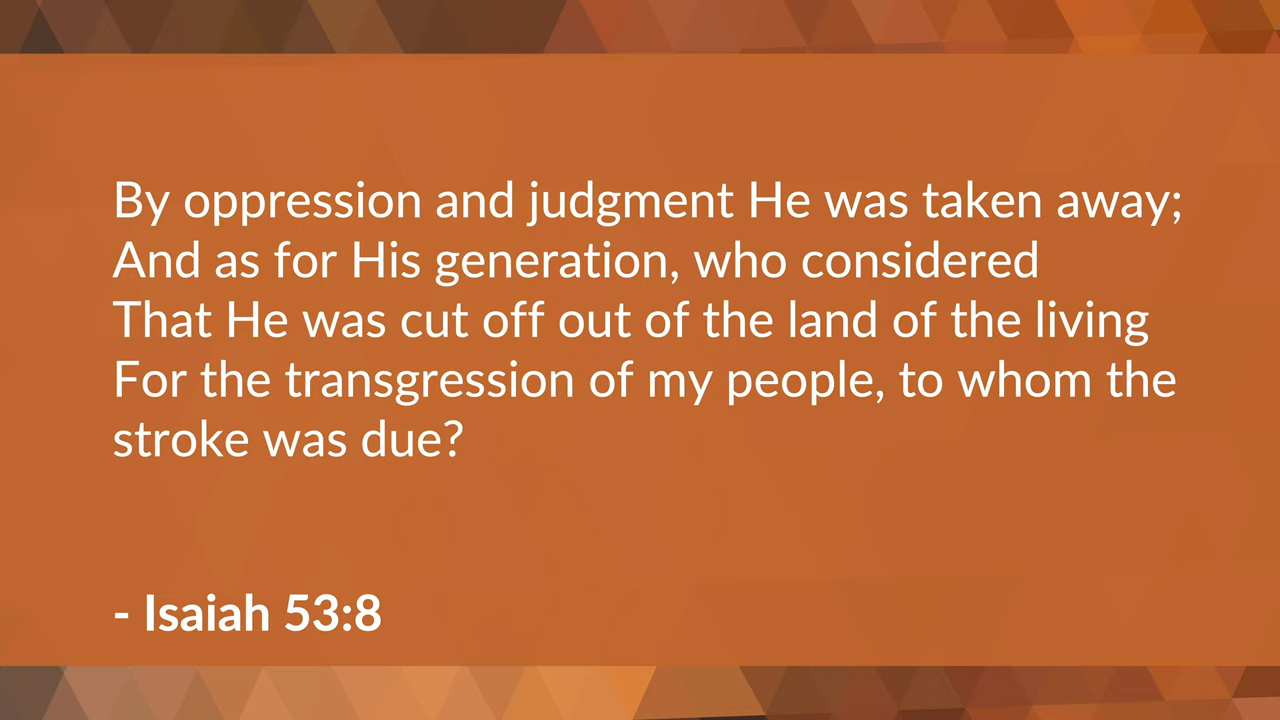 By oppression and judgment He was taken away;
And as for His generation, who considered
That He was cut off out of the land of the living
For the transgression of my people, to whom the
stroke was due?
- Isaiah 53:8